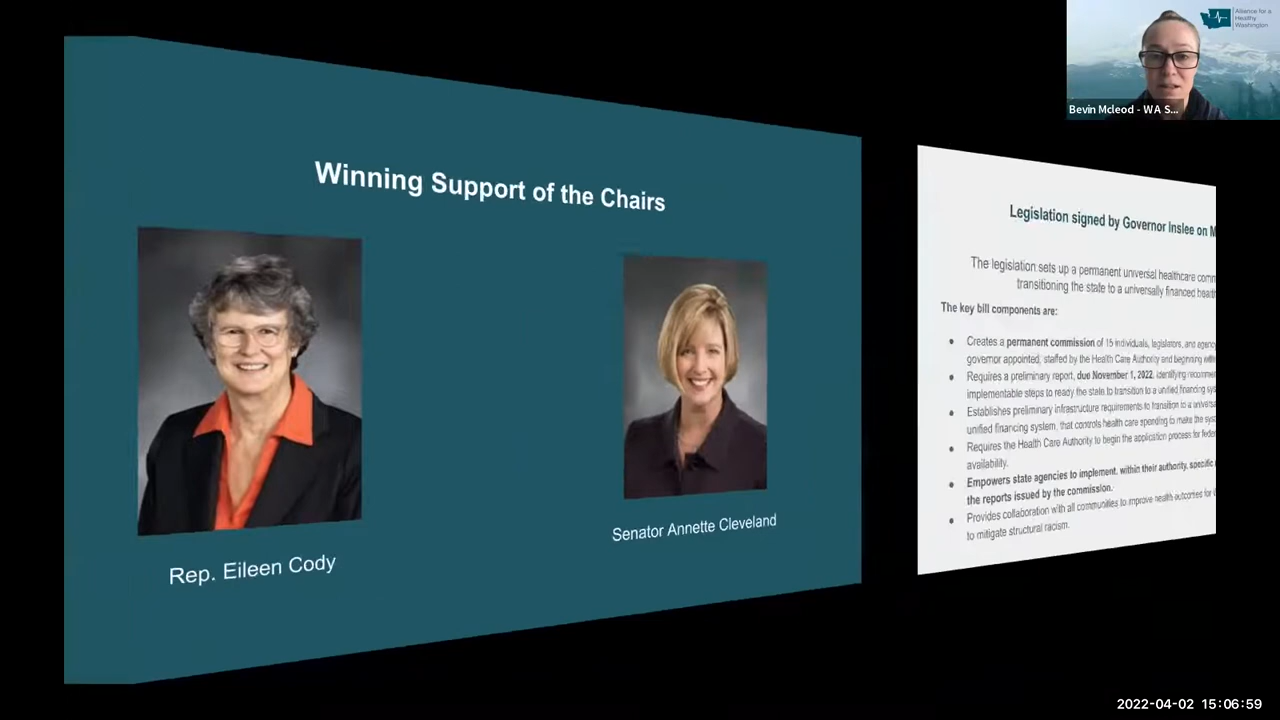 Winning Support of the Chairs
Rep. Eileen Cody
Senator Annette Cleveland
Legislation signed by Governor Inslee on M
The legislation sets up a permanent universal healthcare comm
transitioning the state to a universally financed health
The key bill components are:
Creates a permanent commission of 15 individuals, legislators, and agency
governor appointed, staffed by the Health Care Authority and beginning
Requires a preliminary report, due November 1, 2022, identifying
implementable steps to ready the state to transition to a unified financing sys
Establishes preliminary infrastructure requirements to transition to a
unified financing system, that controls health care spending to make the
Requires the Health Care Authority to begin the application process for
availability.
Empowers state agencies to implement, within their authority, specific
the reports issued by the commission.
Provides collaboration with all communities to improve health outcomes for
to mitigate structural racism.
Alliance for a
Healthy
Washington
Bevin Mcleod - WA S...
2022-04-02 15:06:59